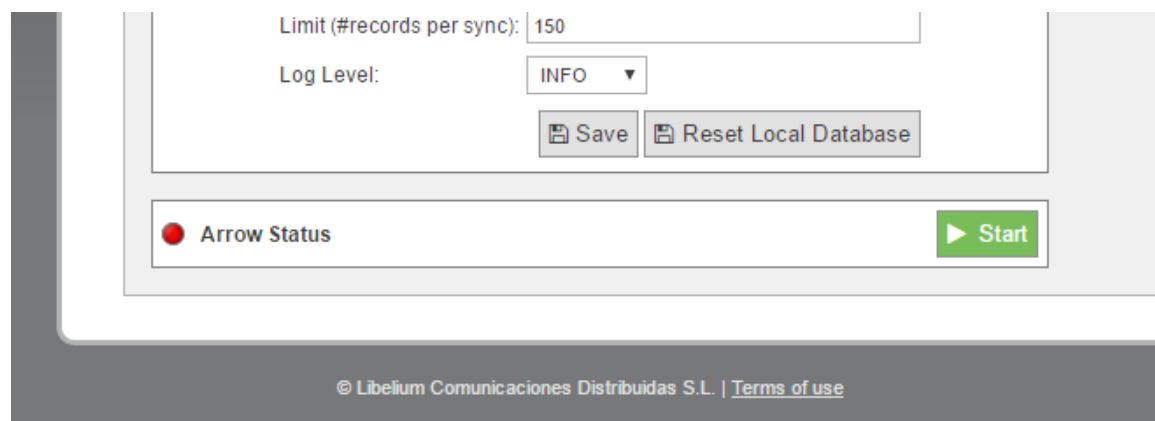 Limit (#records per sync): 150
Log Level: INFO
Save Reset Local Database
Arrow Status Start
© Libelium Comunicaciones Distribuidas S.L. | Terms of use